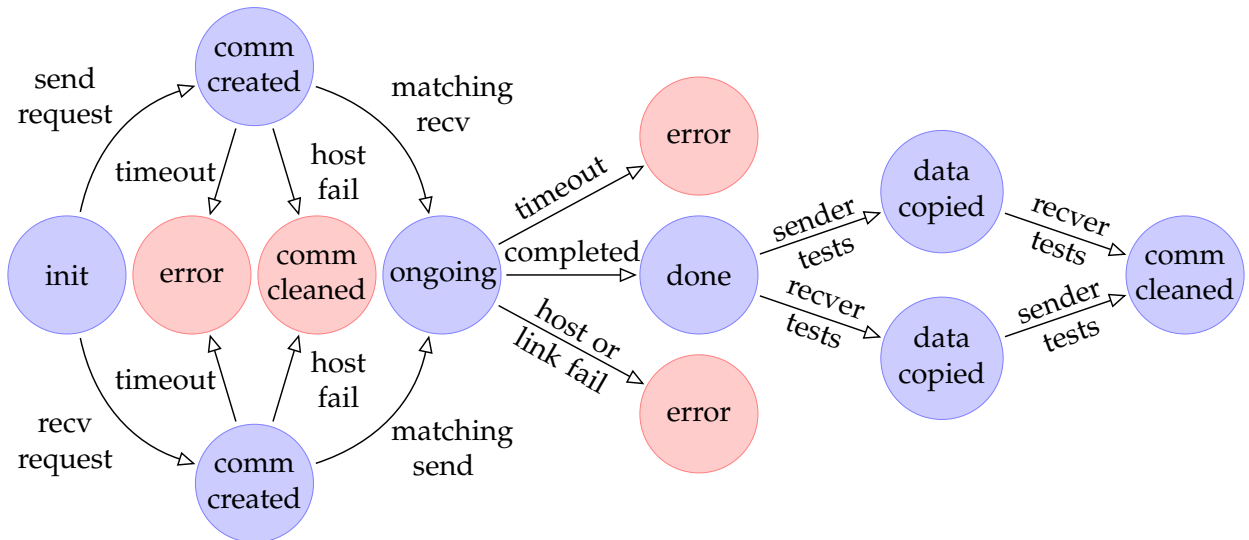 comm
created
send
request
matching
recv
timeout
host
fail
error
timeout
data
copied
sender
tests
recver
tests
init
error
comm
cleaned
ongoing
completed
done
comm
cleaned
recver
tests
sender
tests
host or
link fail
data
copied
timeout
host
fail
error
recv
request
matching
send
comm
created